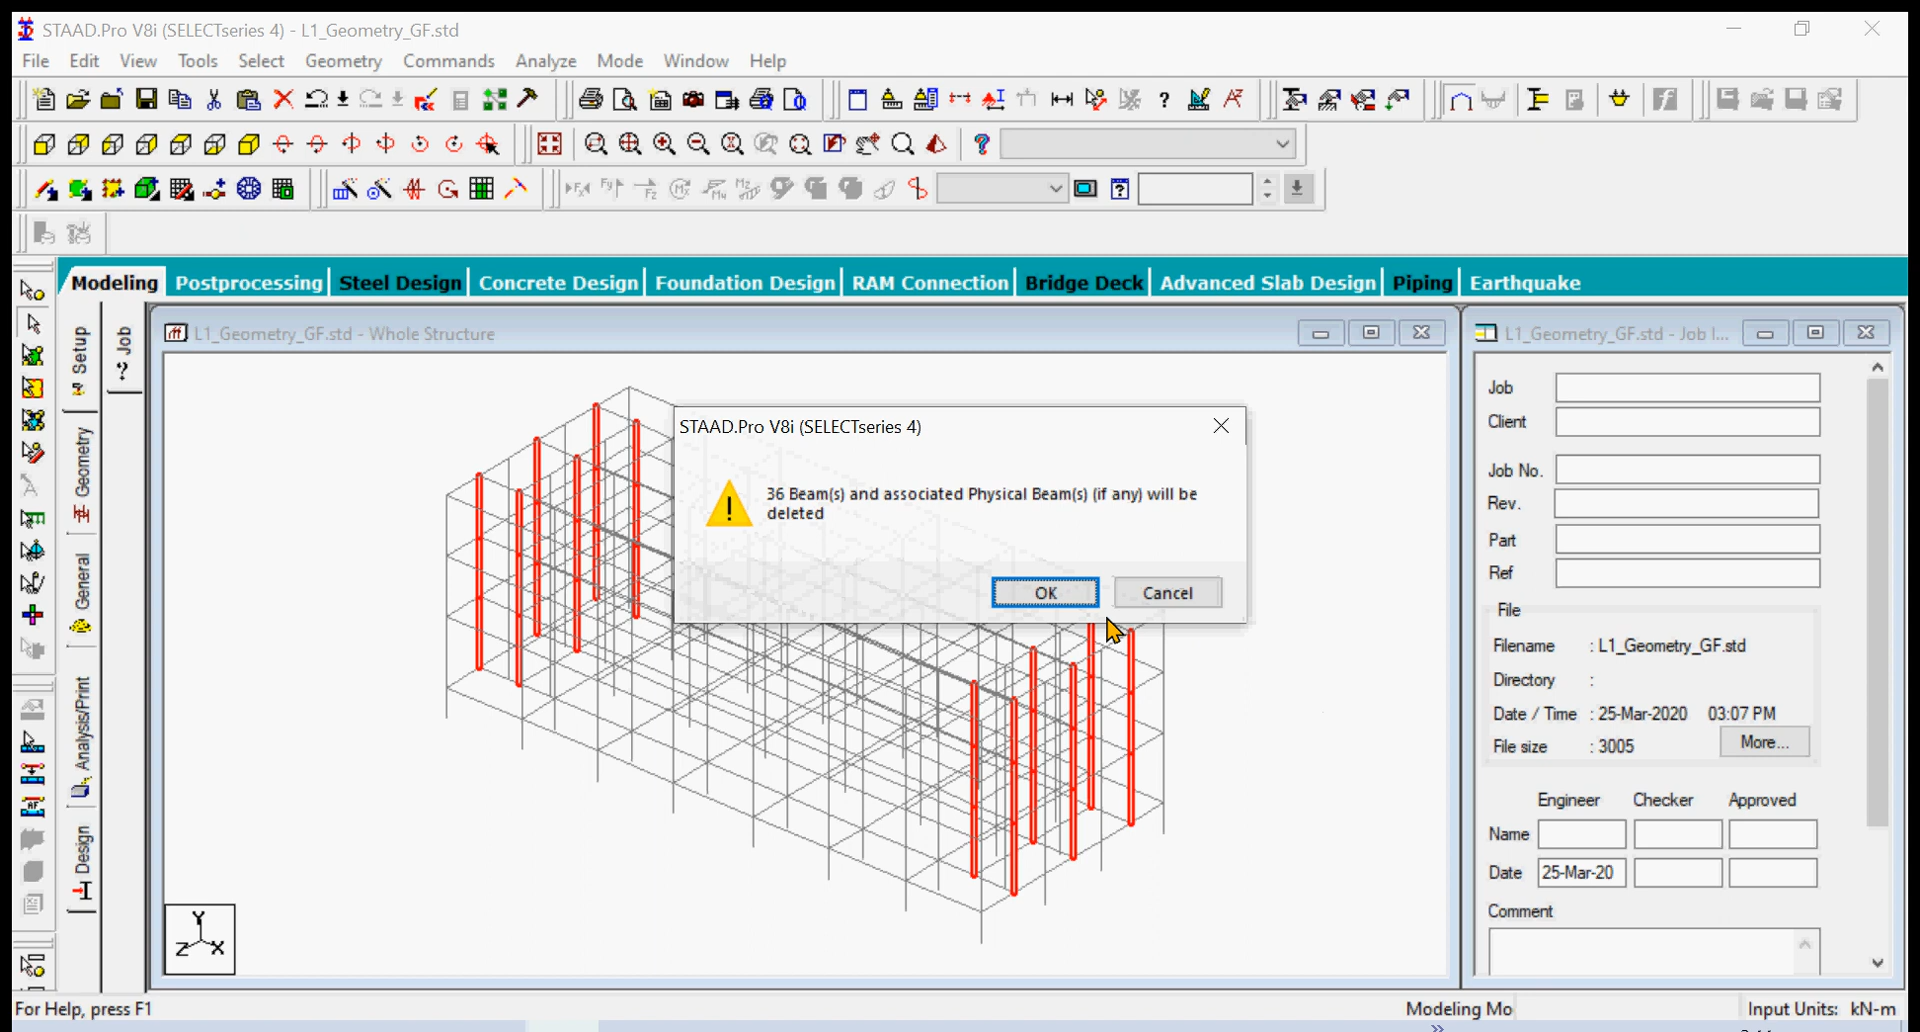 STAAD.Pro V8i (SELECTseries 4) - L1_Geometry_GF.std
File Edit View Tools Select Geometry Commands Analyze Mode Window Help
Modeling Postprocessing Steel Design Concrete Design Foundation Design RAM Connection Bridge Deck Advanced Slab Design Piping Earthquake
Setup
Geometry
General
Analysis/Print
Design
Job
L1_Geometry_GF.std - Whole Structure
STAAD.Pro V8i (SELECTseries 4)
36 Beam(s) and associated Physical Beam(s) (if any) will be
deleted
OK Cancel
Y
Z X
L1_Geometry_GF.std - Job I...
Job
Client
Job No.
Rev.
Part
Ref
File
Filename : L1_Geometry_GF.std
Directory :
Date / Time : 25-Mar-2020 03:07 PM
File size : 3005 More...
Engineer Checker Approved
Name
Date 25-Mar-20
Comment
For Help, press F1 Modeling Mo Input Units: kN-m